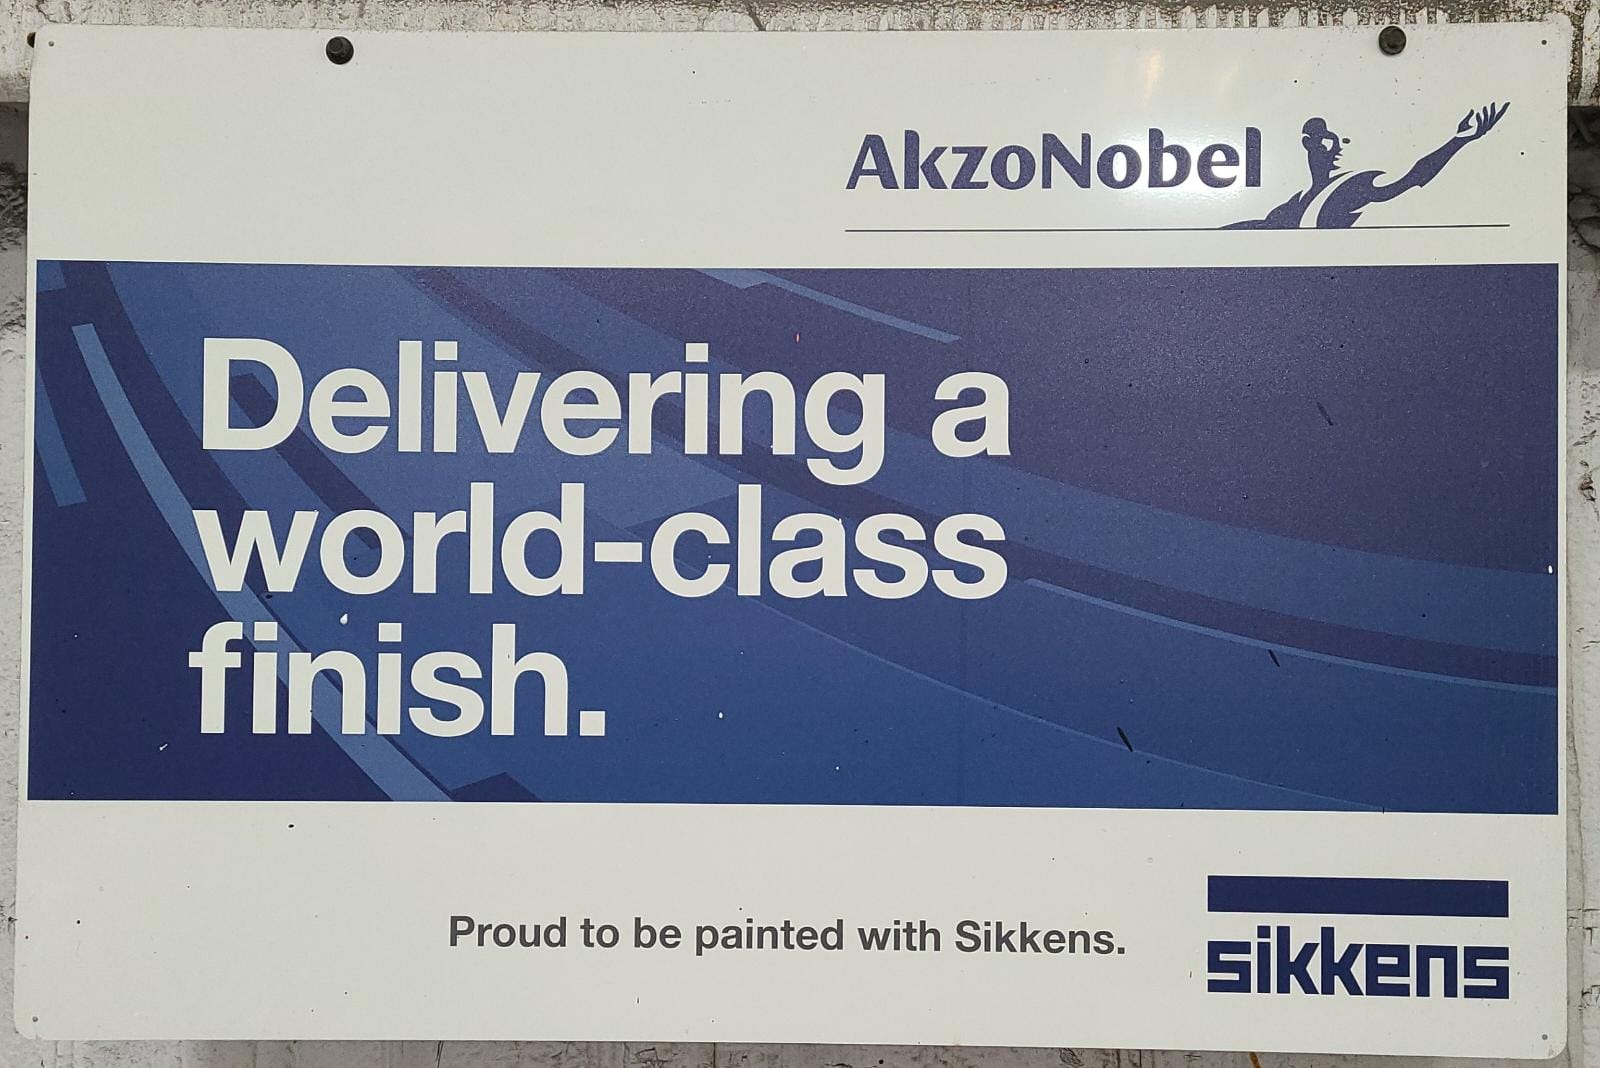 AkzoNobel
Delivering a
world-class
finish.
Proud to be painted with Sikkens.
sikkens